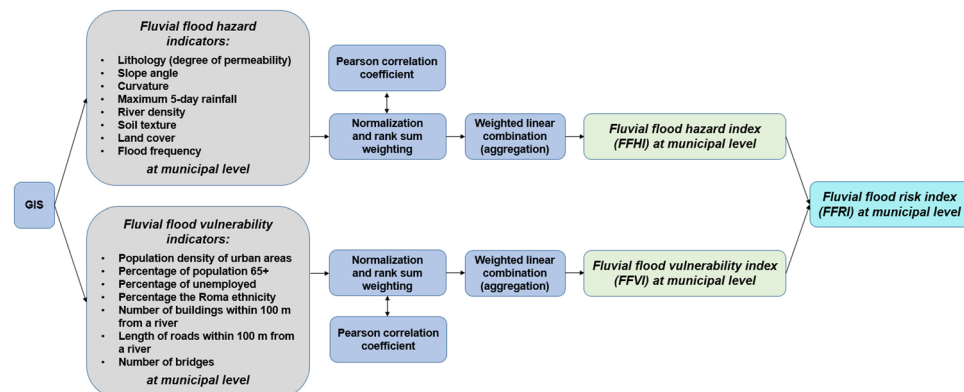 GIS
Fluvial flood hazard
indicators:
• Lithology (degree of permeability)
• Slope angle
• Curvature
• Maximum 5-day rainfall
• River density
• Soil texture
• Land cover
• Flood frequency
at municipal level
Pearson correlation
coefficient
Normalization
and rank sum
weighting
Weighted linear
combination
(aggregation)
Fluvial flood hazard index
(FFHI) at municipal level
Fluvial flood vulnerability
indicators:
• Population density of urban areas
• Percentage of population 65+
• Percentage of unemployed
• Percentage the Roma ethnicity
• Number of buildings within 100 m
from a river
• Length of roads within 100 m from
a river
• Number of bridges
at municipal level
Normalization
and rank sum
weighting
Pearson correlation
coefficient
Weighted linear
combination
(aggregation)
Fluvial flood vulnerability index
(FFVI) at municipal level
Fluvial flood risk index
(FFRI) at municipal level